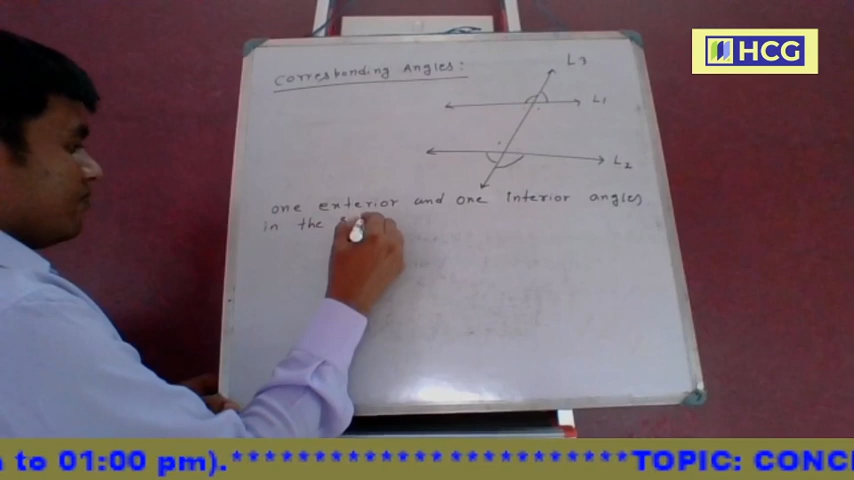 HCG
Corresponding Angles:
L3
L1
L2
one exterior and one Interior angles
in the
to 01:00 pm).************************TOPIC: CONC